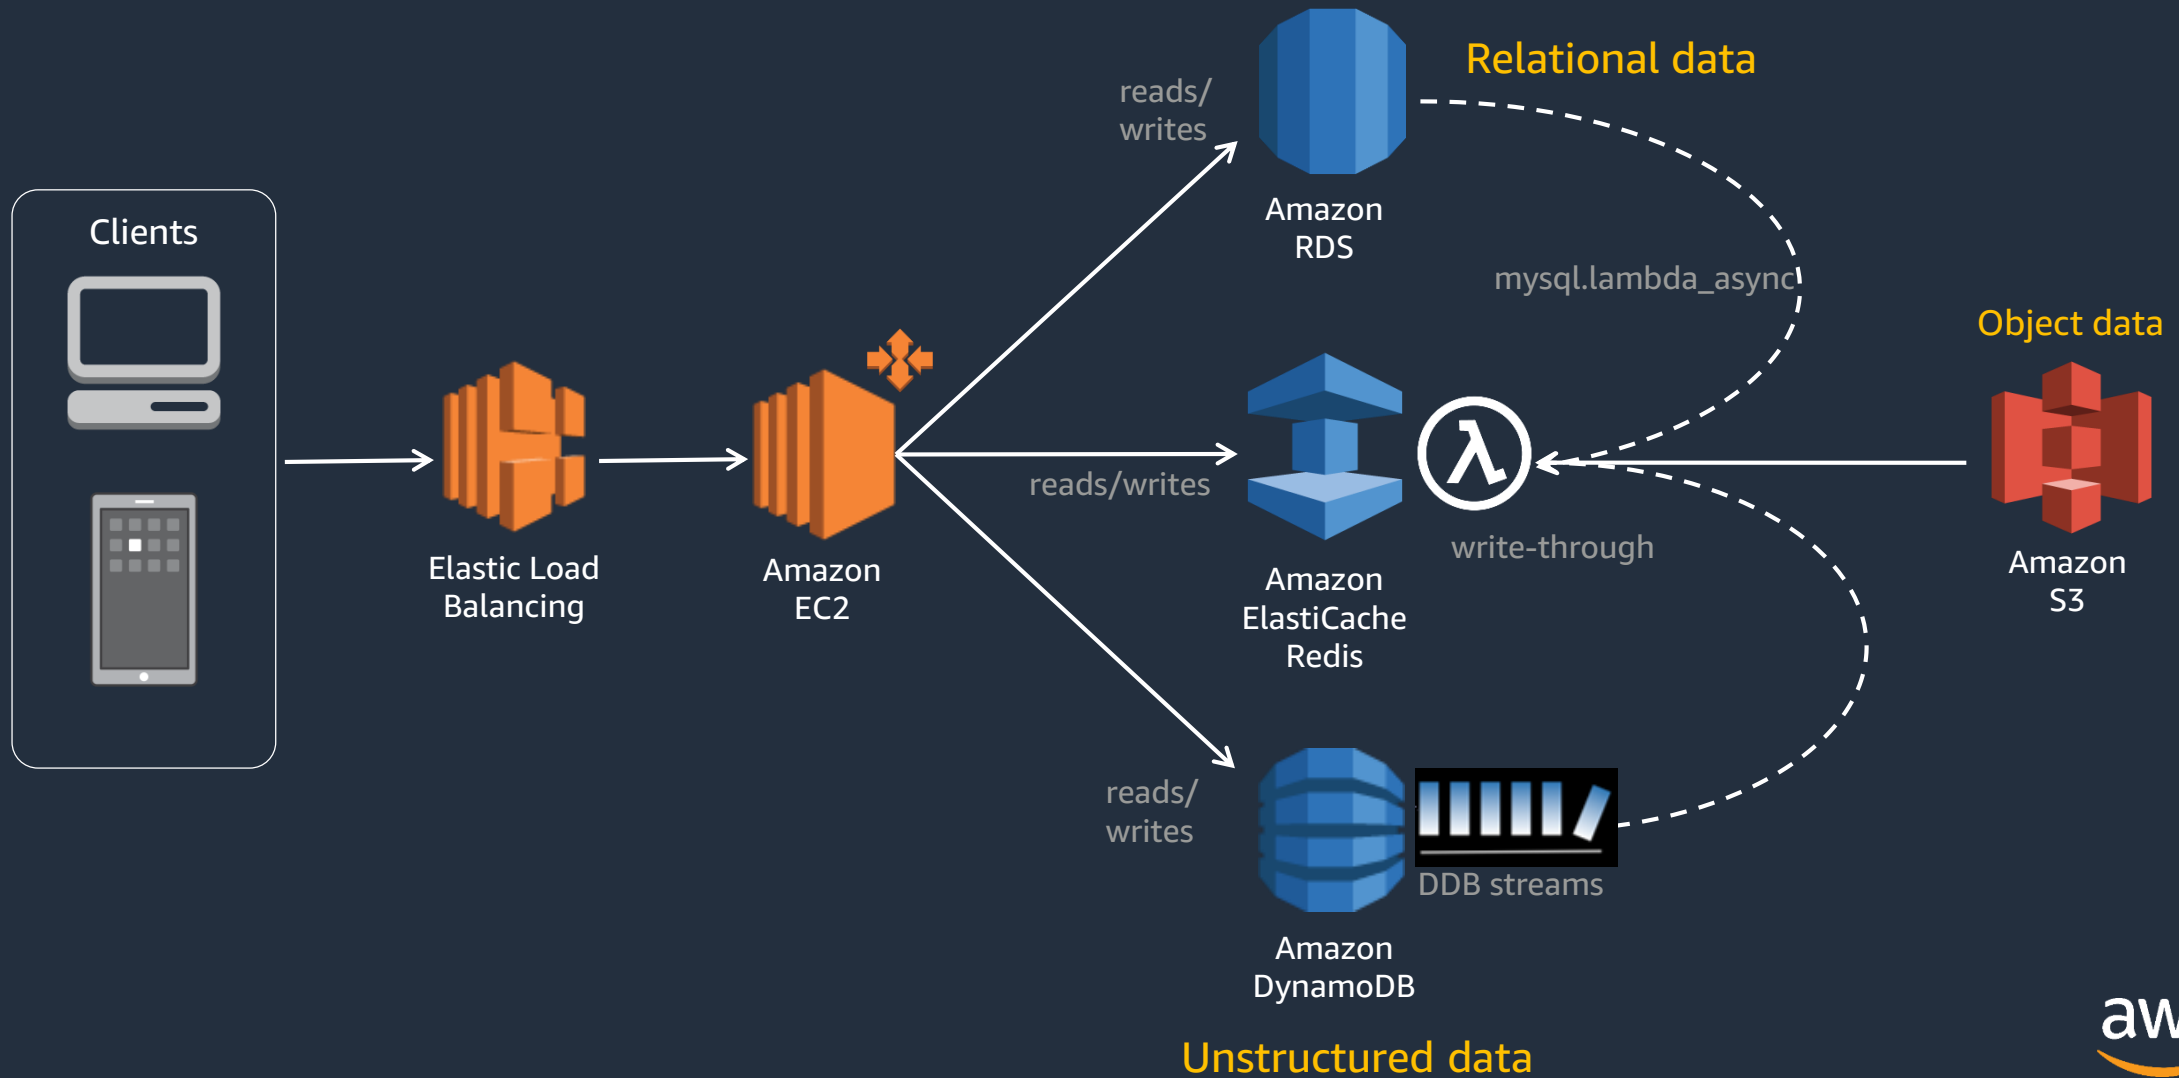 Relational data
reads/
writes
Amazon
RDS
Clients
mysql.lambda_async
Object data
reads/writes
write-through
Elastic Load
Balancing
Amazon
EC2
Amazon
ElastiCache
Redis
Amazon
S3
reads/
writes
DDB streams
Amazon
DynamoDB
Unstructured data
aw